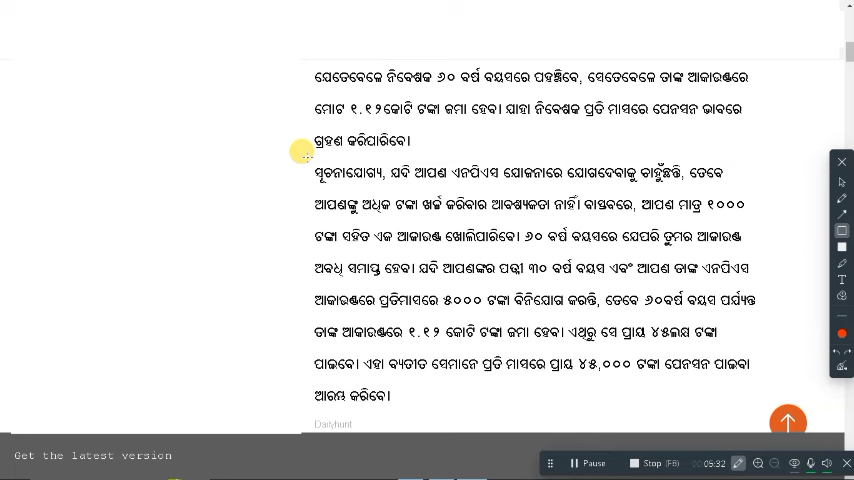 ଯେତେବେଳେ ନିବେଷକ ୬୦ ବର୍ଷ ବୟସରେ ପହଞ୍ଚିବେ, ସେତେବେଳେ ତାଙ୍କ ଆକାଉଣ୍ଟରେ
ମୋଟ ୧.୧୨କୋଟି ଟଙ୍କା ଜମା ହେବ। ଯାହା ନିବେଷକ ପ୍ରତି ମାସରେ ପେନସନ ଭାବରେ
ଗ୍ରହଣ କରିପାରିବେ।
ସୂଚନାଯୋଗ୍ୟ, ଯଦି ଆପଣ ଏନପିଏସ ଯୋଜନାରେ ଯୋଗଦେବାକୁ ଚାହୁଁଛନ୍ତି, ତେବେ
ଆପଣଙ୍କୁ ଅଧିକ ଟଙ୍କା ଖର୍ଚ୍ଚ କରିବାର ଆବଶ୍ୟକତା ନାହିଁ। ବାସ୍ତବରେ, ଆପଣ ମାତ୍ର ୧୦୦୦
ଟଙ୍କା ସହିତ ଏକ ଆକାଉଣ୍ଟ ଖୋଲିପାରିବେ। ୬୦ ବର୍ଷ ବୟସରେ ଯେପରି ତୁମର ଆକାଉଣ୍ଟ
ଅବଧି ସମାପ୍ତ ହେବ। ଯଦି ଆପଣଙ୍କର ପତ୍ନୀ ୩୦ ବର୍ଷ ବୟସ ଏବଂ ଆପଣ ତାଙ୍କ ଏନପିଏସ
ଆକାଉଣ୍ଟରେ ପ୍ରତିମାସରେ ୫୦୦୦ ଟଙ୍କା ବିନିଯୋଗ କରନ୍ତି, ତେବେ ୬୦ବର୍ଷ ବୟସ ପର୍ଯ୍ୟନ୍ତ
ତାଙ୍କ ଆକାଉଣ୍ଟରେ ୧.୧୨ କୋଟି ଟଙ୍କା ଜମା ହେବ। ଏଥିରୁ ସେ ପ୍ରାୟ ୪୫ଲକ୍ଷ ଟଙ୍କା
ପାଇବେ। ଏହା ବ୍ୟତୀତ ସେମାନେ ପ୍ରତି ମାସରେ ପ୍ରାୟ ୪୫,୦୦୦ ଟଙ୍କା ପେନସନ ପାଇବା
ଆରମ୍ଭ କରିବେ।
Dailyhunt
Get the latest version
Pause Stop (F8) 00:05:32